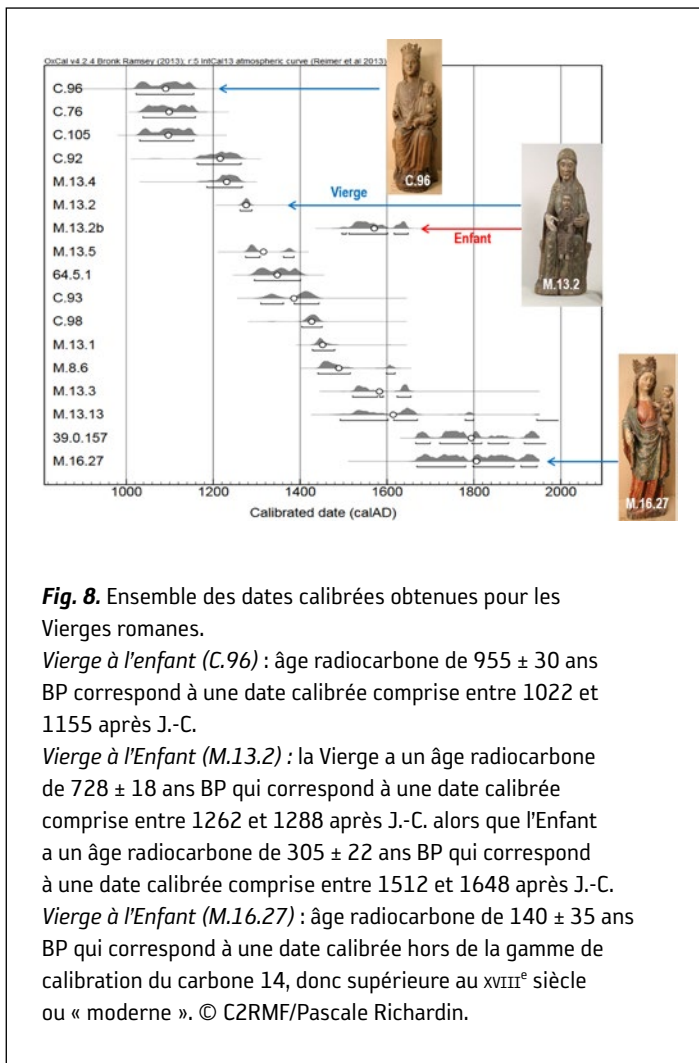 OxCal v4.2.4 Bronk Ramsey (2013); r:5 IntCal13 atmospheric curve (Reimer et al 2013)
C.96
C.76
C.105
C.92
M.13.4
M.13.2
M.13.2b
M.13.5
64.5.1
C.93
C.98
M.13.1
M.8.6
M.13.3
M.13.13
39.0.157
M.16.27
Vierge
Enfant
C.96
M.13.2
M.16.27
1000 1200 1400 1600 1800 2000
Calibrated date (calAD)
Fig. 8. Ensemble des dates calibrées obtenues pour les
Vierges romanes.
Vierge à l’enfant (C.96) : âge radiocarbone de 955 ± 30 ans
BP correspond à une date calibrée comprise entre 1022 et
1155 après J.-C.
Vierge à l’Enfant (M.13.2) : la Vierge a un âge radiocarbone
de 728 ± 18 ans BP qui correspond à une date calibrée
comprise entre 1262 et 1288 après J.-C. alors que l’Enfant
a un âge radiocarbone de 305 ± 22 ans BP qui correspond
à une date calibrée comprise entre 1512 et 1648 après J.-C.
Vierge à l’Enfant (M.16.27) : âge radiocarbone de 140 ± 35 ans
BP qui correspond à une date calibrée hors de la gamme de
calibration du carbone 14, donc supérieure au XVIIIe siècle
ou « moderne ». © C2RMF/Pascale Richardin.